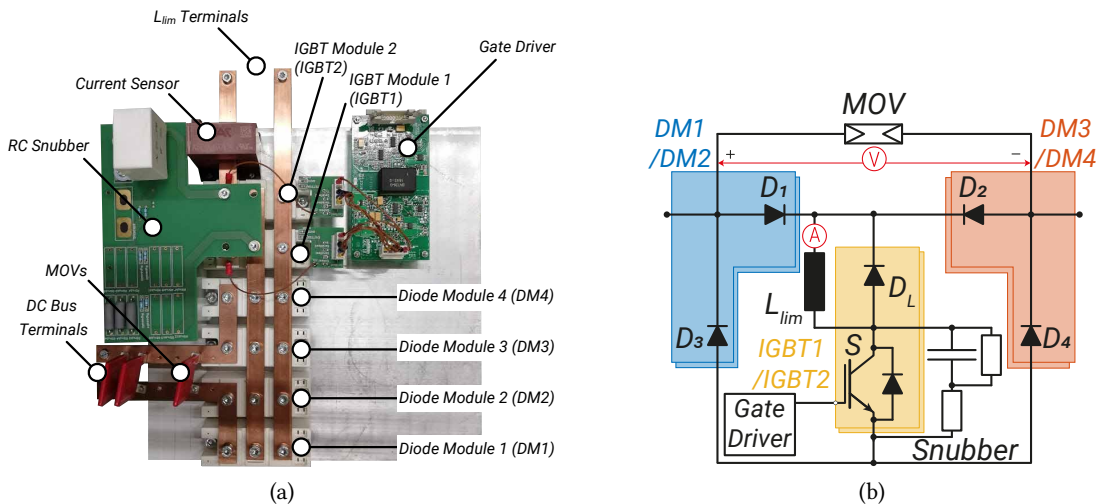 L_lim Terminals
IGBT Module 2
(IGBT2)
Gate Driver
Current Sensor
IGBT Module 1
(IGBT1)
RC Snubber
MOVs
DC Bus
Terminals
Diode Module 4 (DM4)
Diode Module 3 (DM3)
Diode Module 2 (DM2)
Diode Module 1 (DM1)
(a)
MOV
DM1
/DM2
DM3
/DM4
+
V
−
D1
D2
A
DL
Llim
D3
D4
IGBT1
/IGBT2
S
Gate
Driver
Snubber
(b)